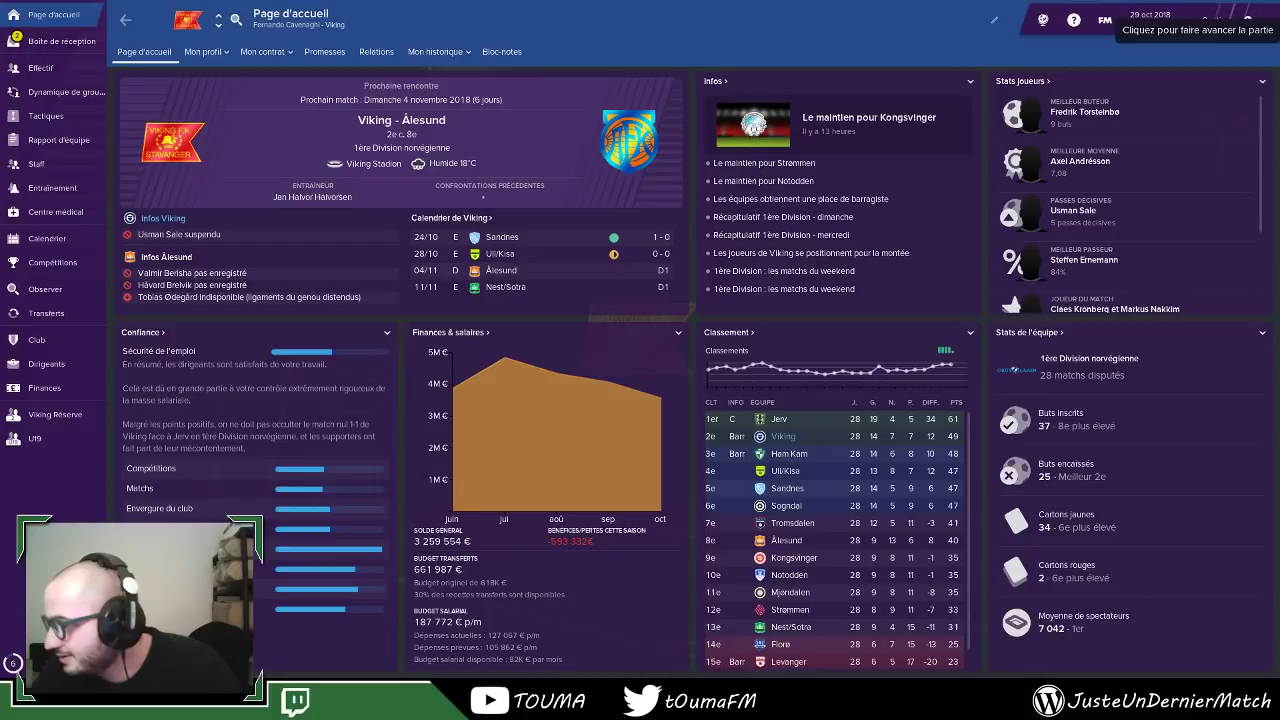 Page d'accueil
2
Boîte de réception
Effectif
Dynamique de grou...
Tactiques
Rapport d'équipe
Staff
Entraînement
Centre médical
Calendrier
Compétitions
Observer
Transferts
Club
Dirigeants
Finances
Viking Réserve
U19
6
Page d'accueil
Fernando Cavenaghi - Viking
29 oct 2018
FM
Cliquez pour faire avancer la partie
Page d'accueil Mon profil Mon contrat Promesses Relations Mon historique Bloc-notes
Prochaine rencontre
Prochain match : Dimanche 4 novembre 2018 (6 jours)
VIKING F.K.
STAVANGER
Viking - Ålesund
2e c. 8e
1ère Division norvégienne
Viking Stadion Humide 18°C
ENTRAÎNEUR
Jan Halvor Halvorsen
CONFRONTATIONS PRÉCÉDENTES
-
Infos Viking
Usman Sale suspendu
Infos Ålesund
Valmir Berisha pas enregistré
Håvard Breivik pas enregistré
Tobias Ødegård indisponible (ligaments du genou distendus)
Calendrier de Viking >
24/10 E Sandnes 1 - 0
28/10 E Ull/Kisa 0 - 0
04/11 D Ålesund D1
11/11 E Nest/Sotra D1
Infos >
Le maintien pour Kongsvinger
Il y a 13 heures
Le maintien pour Strømmen
Le maintien pour Notodden
Les équipes obtiennent une place de barragiste
Récapitulatif 1ère Division - dimanche
Récapitulatif 1ère Division - mercredi
Les joueurs de Viking se positionnent pour la montée
1ère Division : les matchs du weekend
1ère Division : les matchs du weekend
Stats joueurs >
MEILLEUR BUTEUR
Fredrik Torsteinbø
9 buts
MEILLEURE MOYENNE
Axel Andrésson
7,08
PASSES DÉCISIVES
Usman Sale
5 passes décisives
MEILLEUR PASSEUR
Steffen Ernemann
84%
JOUEUR DU MATCH
Claes Kronberg et Markus Nakkim
Confiance >
Sécurité de l'emploi
En résumé, les dirigeants sont satisfaits de votre travail.
Cela est dû en grande partie à votre contrôle extrêmement rigoureux de
la masse salariale.
Malgré les points positifs, on ne doit pas occulter le match nul 1-1 de
Viking face à Jerv en 1ère Division norvégienne, et les supporters ont
fait part de leur mécontentement.
Compétitions
Matchs
Envergure du club
Finances & salaires >
5M €
4M €
3M €
2M €
1M €
juin jui aoû sep oct
SOLDE GÉNÉRAL
3 259 554 €
BÉNÉFICES/PERTES CETTE SAISON
-593 332€
BUDGET TRANSFERTS
661 987 €
Budget originel de 618K €
30% des recettes transferts sont disponibles
BUDGET SALARIAL
187 772 € p/m
Dépenses actuelles : 127 067 € p/m
Dépenses prévues : 105 862 € p/m
Budget salarial disponible : 82K € par mois
Classement >
Classements
CLT INFO EQUIPE J. G. N. P. DIFF. PTS
1er C Jerv 28 19 4 5 34 61
2e Barr Viking 28 14 7 7 12 49
3e Barr Ham Kam 28 14 6 8 10 48
4e Ull/Kisa 28 13 8 7 12 47
5e Sandnes 28 14 5 9 6 47
6e Sogndal 28 14 5 9 6 47
7e Tromsdalen 28 12 5 11 -3 41
8e Ålesund 28 9 13 6 8 40
9e Kongsvinger 28 9 8 11 -1 35
10e Notodden 28 9 8 11 -1 35
11e Mjøndalen 28 9 8 11 -8 35
12e Strømmen 28 8 9 11 -7 33
13e Nest/Sotra 28 9 4 15 -11 31
14e Florø 28 6 7 15 -13 25
15e Barr Levanger 28 6 5 17 -20 23
Stats de l'équipe >
1ère Division norvégienne
28 matchs disputés
Buts inscrits
37 - 8e plus élevé
Buts encaissés
25 - Meilleur 2e
Cartons jaunes
34 - 6e plus élevé
Cartons rouges
2 - 6e plus élevé
Moyenne de spectateurs
7 042 - 1er
TOUMA
tOumaFM
JusteUnDernierMatch